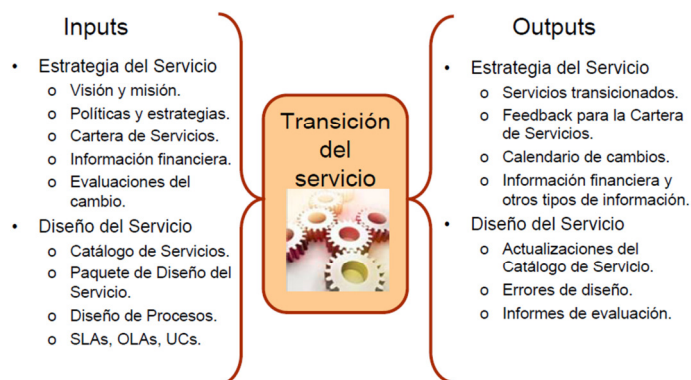 Inputs
• Estrategia del Servicio
o Visión y misión.
o Políticas y estrategias.
o Cartera de Servicios.
o Información financiera.
o Evaluaciones del
cambio.
• Diseño del Servicio
o Catálogo de Servicios.
o Paquete de Diseño del
Servicio.
o Diseño de Procesos.
o SLAs, OLAs, UCs.
Transición
del
servicio
Outputs
• Estrategia del Servicio
o Servicios transicionados.
o Feedback para la Cartera
de Servicios.
o Calendario de cambios.
o Información financiera y
otros tipos de información.
• Diseño del Servicio
o Actualizaciones del
Catálogo de Servicio.
o Errores de diseño.
o Informes de evaluación.